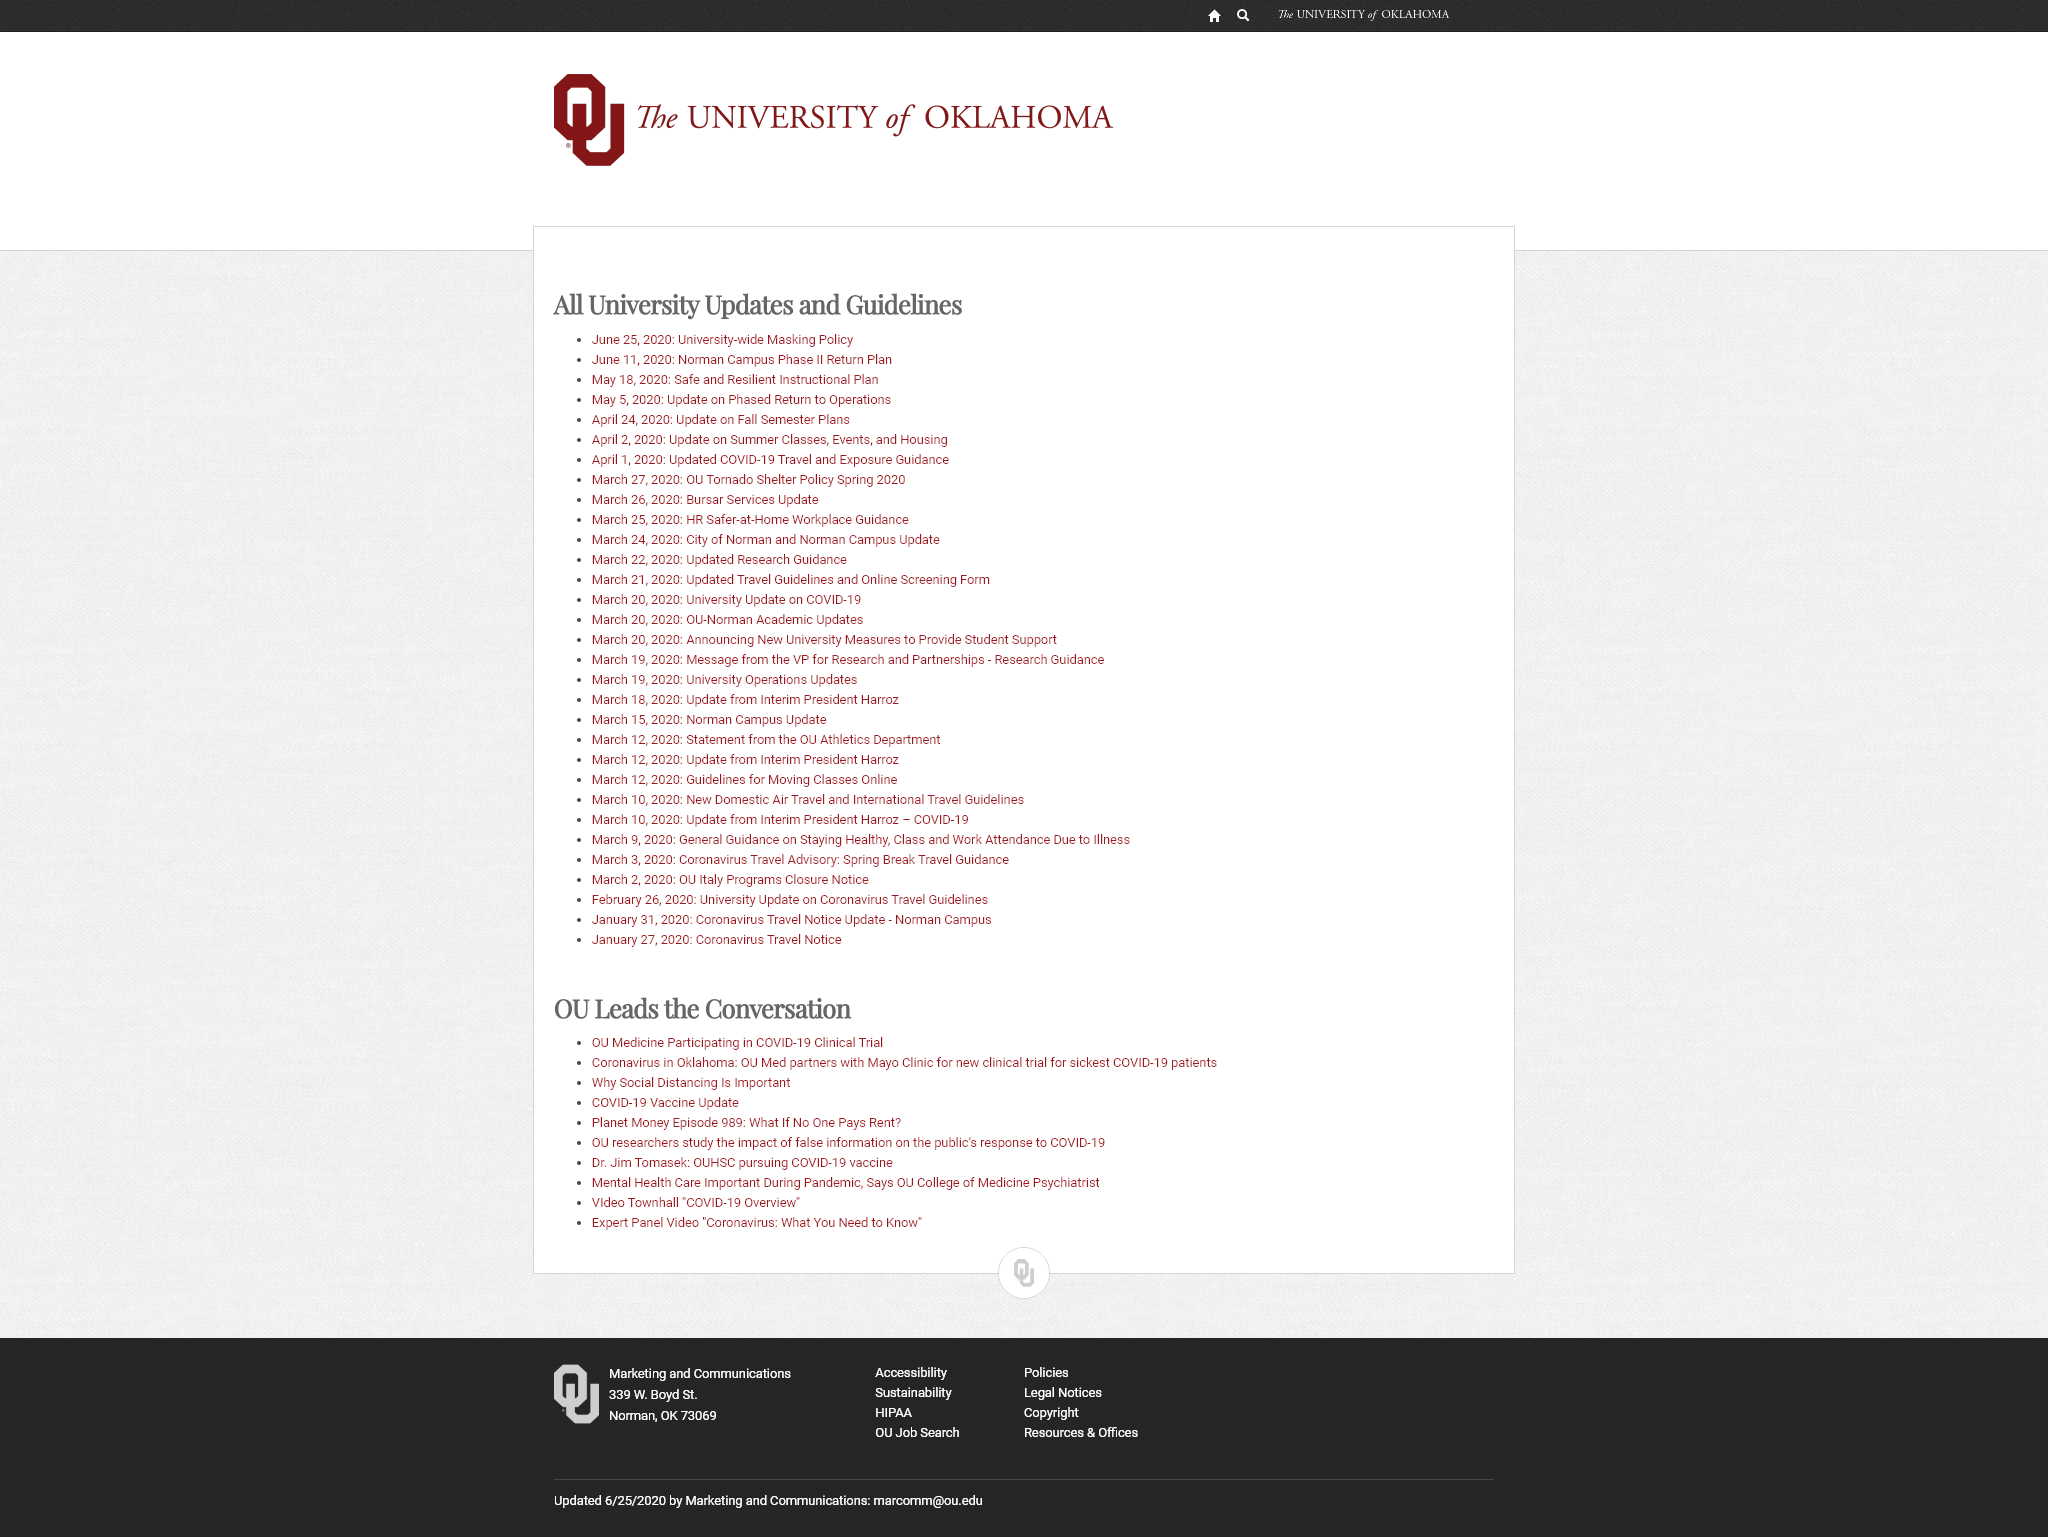 The UNIVERSITY of OKLAHOMA
OU The UNIVERSITY of OKLAHOMA
All University Updates and Guidelines
June 25, 2020: University-wide Masking Policy
June 11, 2020: Norman Campus Phase II Return Plan
May 18, 2020: Safe and Resilient Instructional Plan
May 5, 2020: Update on Phased Return to Operations
April 24, 2020: Update on Fall Semester Plans
April 2, 2020: Update on Summer Classes, Events, and Housing
April 1, 2020: Updated COVID-19 Travel and Exposure Guidance
March 27, 2020: OU Tornado Shelter Policy Spring 2020
March 26, 2020: Bursar Services Update
March 25, 2020: HR Safer-at-Home Workplace Guidance
March 24, 2020: City of Norman and Norman Campus Update
March 22, 2020: Updated Research Guidance
March 21, 2020: Updated Travel Guidelines and Online Screening Form
March 20, 2020: University Update on COVID-19
March 20, 2020: OU-Norman Academic Updates
March 20, 2020: Announcing New University Measures to Provide Student Support
March 19, 2020: Message from the VP for Research and Partnerships - Research Guidance
March 19, 2020: University Operations Updates
March 18, 2020: Update from Interim President Harroz
March 15, 2020: Norman Campus Update
March 12, 2020: Statement from the OU Athletics Department
March 12, 2020: Update from Interim President Harroz
March 12, 2020: Guidelines for Moving Classes Online
March 10, 2020: New Domestic Air Travel and International Travel Guidelines
March 10, 2020: Update from Interim President Harroz – COVID-19
March 9, 2020: General Guidance on Staying Healthy, Class and Work Attendance Due to Illness
March 3, 2020: Coronavirus Travel Advisory: Spring Break Travel Guidance
March 2, 2020: OU Italy Programs Closure Notice
February 26, 2020: University Update on Coronavirus Travel Guidelines
January 31, 2020: Coronavirus Travel Notice Update - Norman Campus
January 27, 2020: Coronavirus Travel Notice
OU Leads the Conversation
OU Medicine Participating in COVID-19 Clinical Trial
Coronavirus in Oklahoma: OU Med partners with Mayo Clinic for new clinical trial for sickest COVID-19 patients
Why Social Distancing Is Important
COVID-19 Vaccine Update
Planet Money Episode 989: What If No One Pays Rent?
OU researchers study the impact of false information on the public's response to COVID-19
Dr. Jim Tomasek: OUHSC pursuing COVID-19 vaccine
Mental Health Care Important During Pandemic, Says OU College of Medicine Psychiatrist
VIdeo Townhall "COVID-19 Overview"
Expert Panel Video "Coronavirus: What You Need to Know"
OU
OU
Marketing and Communications
339 W. Boyd St.
Norman, OK 73069
Accessibility
Sustainability
HIPAA
OU Job Search
Policies
Legal Notices
Copyright
Resources & Offices
Updated 6/25/2020 by Marketing and Communications: marcomm@ou.edu